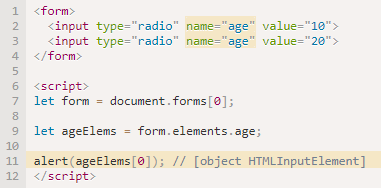 1 <form>
2   <input type="radio" name="age" value="10">
3   <input type="radio" name="age" value="20">
4 </form>
5
6 <script>
7 let form = document.forms[0];
8
9 let ageElems = form.elements.age;
10
11 alert(ageElems[0]); // [object HTMLInputElement]
12 </script>